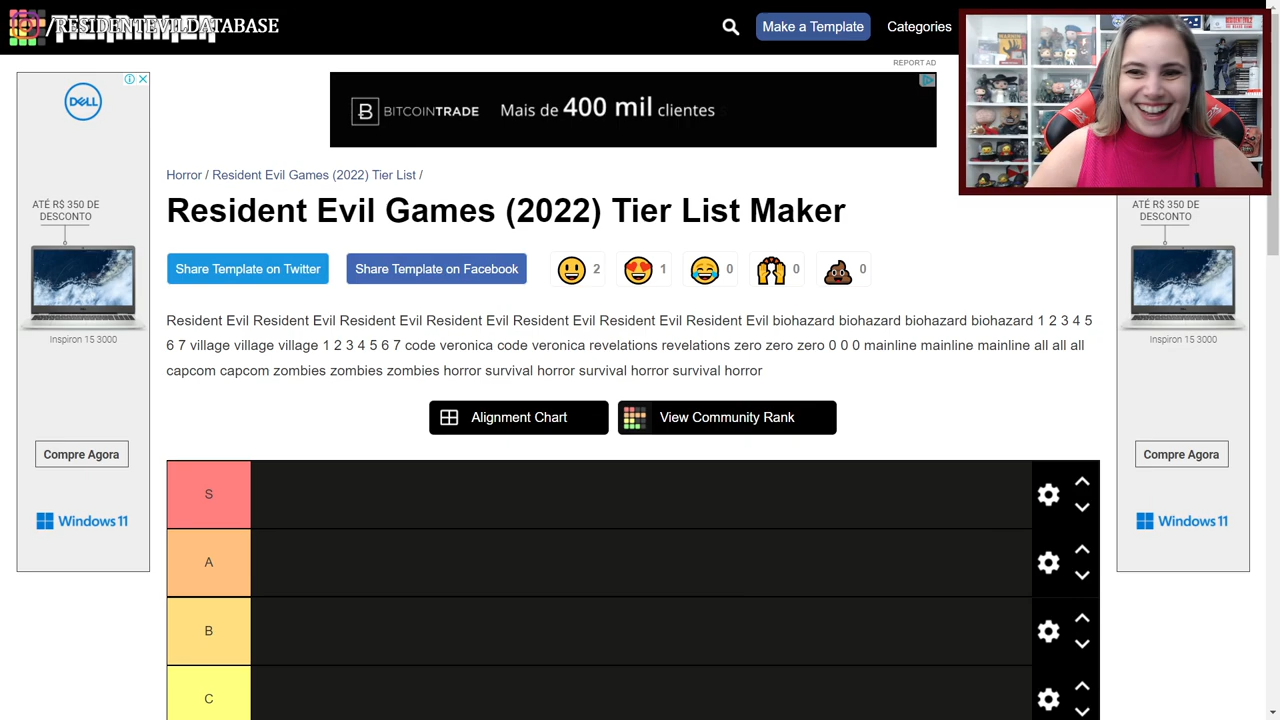 /RESIDENTEVILDATABASE
Make a Template
Categories
REPORT AD
DELL
BITCOINTRADE
Mais de 400 mil clientes
Horror / Resident Evil Games (2022) Tier List /
ATÉ R$ 350 DE
DESCONTO
ATÉ R$ 350 DE
DESCONTO
Resident Evil Games (2022) Tier List Maker
Share Template on Twitter
Share Template on Facebook
2
1
0
0
0
Resident Evil Resident Evil Resident Evil Resident Evil Resident Evil Resident Evil Resident Evil biohazard biohazard biohazard biohazard 1 2 3 4 5
6 7 village village village 1 2 3 4 5 6 7 code veronica code veronica revelations revelations zero zero zero 0 0 0 mainline mainline mainline all all all
capcom capcom zombies zombies zombies horror survival horror survival horror survival horror
Inspiron 15 3000
Inspiron 15 3000
Alignment Chart
View Community Rank
Compre Agora
Compre Agora
Windows 11
Windows 11
S
A
B
C